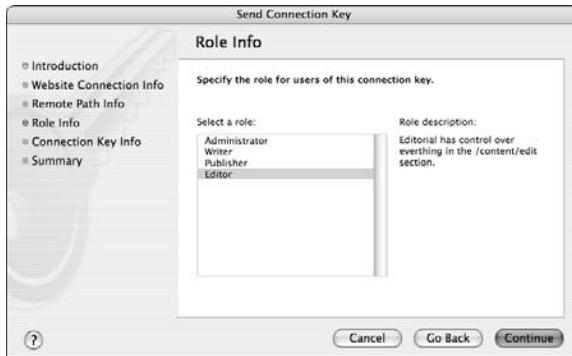 Send Connection Key
Role Info
Introduction
Website Connection Info
Remote Path Info
Role Info
Connection Key Info
Summary
Specify the role for users of this connection key.
Select a role:
Administrator
Writer
Publisher
Editor
Role description:
Editorial has control over
everthing in the /content/edit
section.
?
Cancel
Go Back
Continue